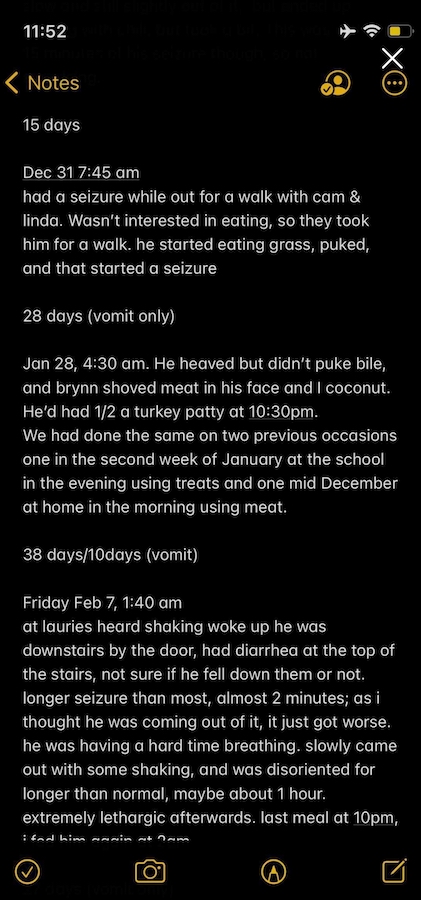 11:52
Notes
15 days
Dec 31 7:45 am
had a seizure while out for a walk with cam &
linda. Wasn't interested in eating, so they took
him for a walk. he started eating grass, puked,
and that started a seizure
28 days (vomit only)
Jan 28, 4:30 am. He heaved but didn't puke bile,
and brynn shoved meat in his face and I coconut.
He'd had 1/2 a turkey patty at 10:30pm.
We had done the same on two previous occasions
one in the second week of January at the school
in the evening using treats and one mid December
at home in the morning using meat.
38 days/10days (vomit)
Friday Feb 7, 1:40 am
at lauries heard shaking woke up he was
downstairs by the door, had diarrhea at the top of
the stairs, not sure if he fell down them or not.
longer seizure than most, almost 2 minutes; as i
thought he was coming out of it, it just got worse.
he was having a hard time breathing. slowly came
out with some shaking, and was disoriented for
longer than normal, maybe about 1 hour.
extremely lethargic afterwards. last meal at 10pm,
i fed him again at 2am